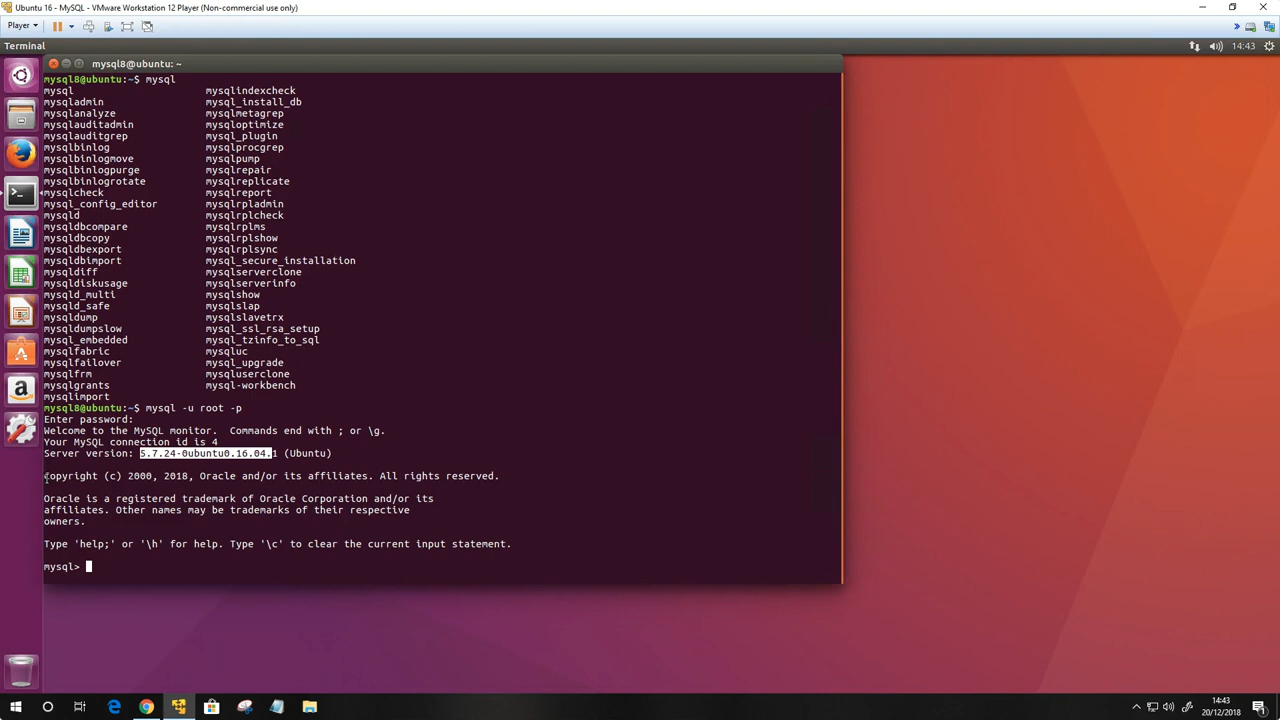 Ubuntu 16 - MySQL - VMware Workstation 12 Player (Non-commercial use only)
Player
Terminal
14:43
mysql8@ubuntu: ~
mysql8@ubuntu:~$ mysql
mysql mysqlindexcheck
mysqladmin mysql_install_db
mysqlanalyze mysqlmetagrep
mysqlauditadmin mysqloptimize
mysqlauditgrep mysql_plugin
mysqlbinlog mysqlprocgrep
mysqlbinlogmove mysqlpump
mysqlbinlogpurge mysqlrepair
mysqlbinlogrotate mysqlreplicate
mysqlcheck mysqlreport
mysql_config_editor mysqlrpladmin
mysqld mysqlrplcheck
mysqldbcompare mysqlrplms
mysqldbcopy mysqlrplshow
mysqldbexport mysqlrplsync
mysqldbimport mysql_secure_installation
mysqldiff mysqlserverclone
mysqldiskusage mysqlserverinfo
mysqld_multi mysqlshow
mysqld_safe mysqlslap
mysqldump mysqlslavetrx
mysqldumpslow mysql_ssl_rsa_setup
mysql_embedded mysql_tzinfo_to_sql
mysqlfabric mysqluc
mysqlfailover mysql_upgrade
mysqlfrm mysqluserclone
mysqlgrants mysql-workbench
mysqlimport
mysql8@ubuntu:~$ mysql -u root -p
Enter password:
Welcome to the MySQL monitor.  Commands end with ; or \g.
Your MySQL connection id is 4
Server version: 5.7.24-0ubuntu0.16.04.1 (Ubuntu)
Copyright (c) 2000, 2018, Oracle and/or its affiliates. All rights reserved.
Oracle is a registered trademark of Oracle Corporation and/or its
affiliates. Other names may be trademarks of their respective
owners.
Type 'help;' or '\h' for help. Type '\c' to clear the current input statement.
mysql>
14:43
20/12/2018